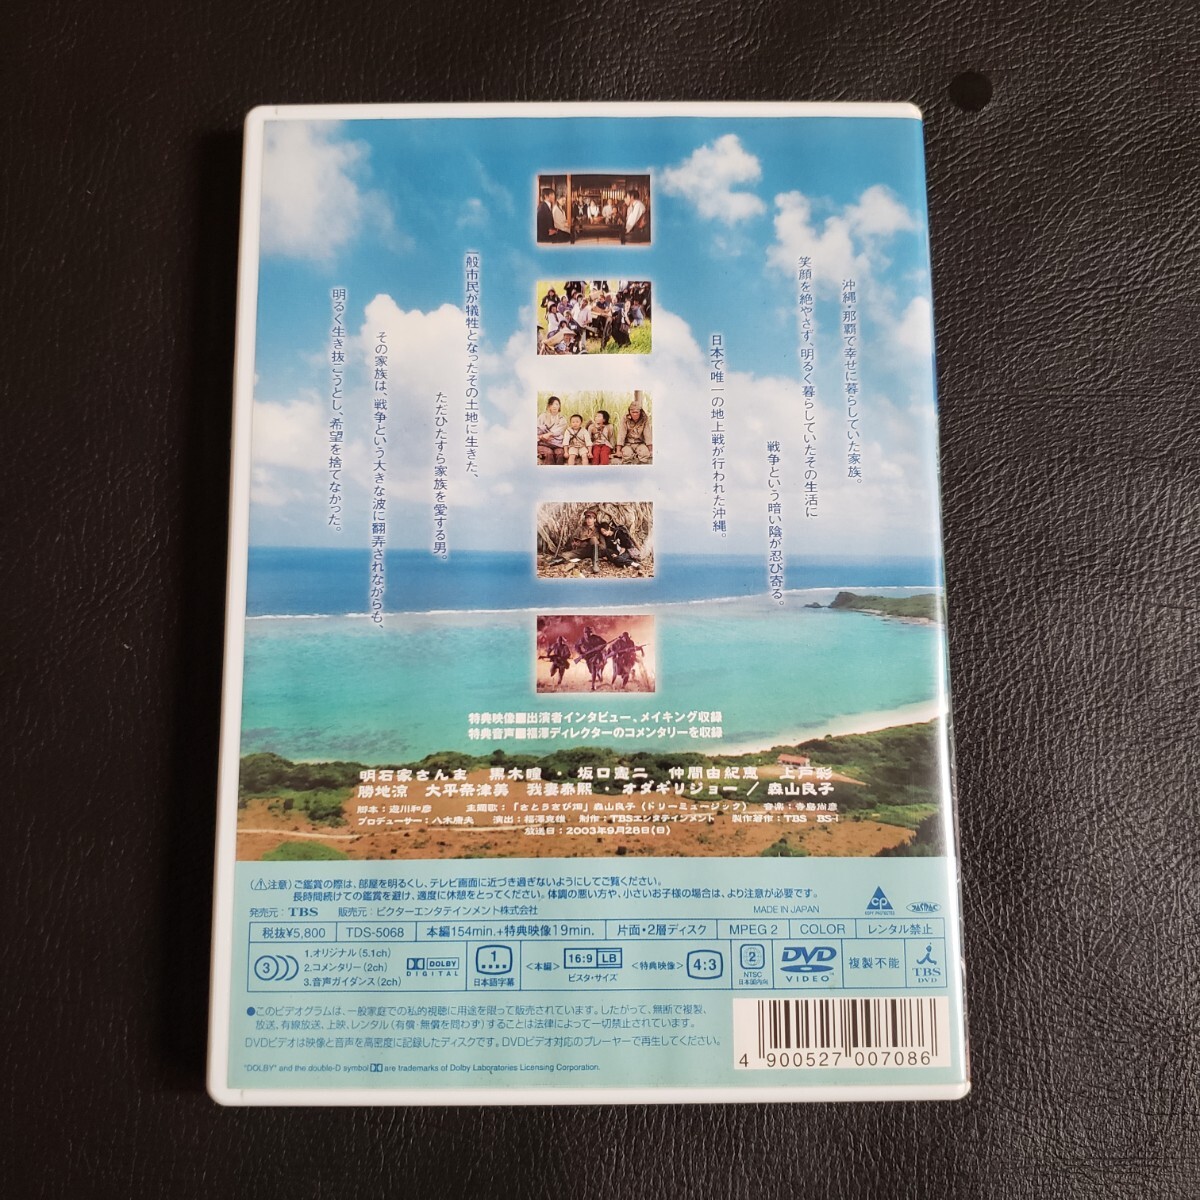 沖縄・那覇で幸せに暮らしていた家族。
笑顔を絶やさず、明るく暮らしていたその生活に
戦争という暗い陰が忍び寄る。
日本で唯一の地上戦が行われた沖縄。
一般市民が犠牲となったその土地に生きた、
ただひたすら家族を愛する男。
その家族は、戦争という大きな波に翻弄されながらも、
明るく生き抜こうとし、希望を捨てなかった。
特典映像■出演者インタビュー、メイキング収録
特典音声■福澤ディレクターのコメンタリーを収録
明石家さんま 黒木瞳・坂口憲二 仲間由紀恵 上戸彩
勝地涼 大平奈津美 我妻泰熙・オダギリジョー/森山良子
脚本:遊川和彦 主題歌:「さとうきび畑」森山良子(ドリーミュージック) 音楽:寺島尚彦
プロデューサー:八木康夫 演出:福澤克雄 制作:TBSエンタテインメント 製作著作:TBS BS-i
放送日:2003年9月28日(日)
(⚠注意)ご鑑賞の際は、部屋を明るくし、テレビ画面に近づき過ぎないようにしてご覧ください。
長時間続けての鑑賞を避け、適度に休憩をとってください。体調の悪い方や、小さいお子様の場合は、より注意が必要です。
発売元:TBS 販売元:ビクターエンタテインメント株式会社 MADE IN JAPAN
CP
COPY PROTECTED
税抜¥5,800 TDS-5068 本編154min.+特典映像19min. 片面・2層ディスク MPEG 2 COLOR レンタル禁止
3
1.オリジナル(5.1ch)
2.コメンタリー(2ch)
3.音声ガイダンス(2ch)
DOLBY
DIGITAL
1
日本語字幕
<本編>
16:9 LB
ビスタ・サイズ
<特典映像>
4:3
2
NTSC
日本国内向
DVD
VIDEO
複製不能
TBS
DVD
●このビデオグラムは、一般家庭での私的視聴に用途を限って販売されています。したがって、無断で複製、
放送、有線放送、上映、レンタル(有償・無償を問わず)することは法律によって一切禁止されています。
DVDビデオは映像と音声を高密度に記録したディスクです。DVDビデオ対応のプレーヤーで再生してください。
"DOLBY" and the double-D symbol are trademarks of Dolby Laboratories Licensing Corporation.
4 900527 007086